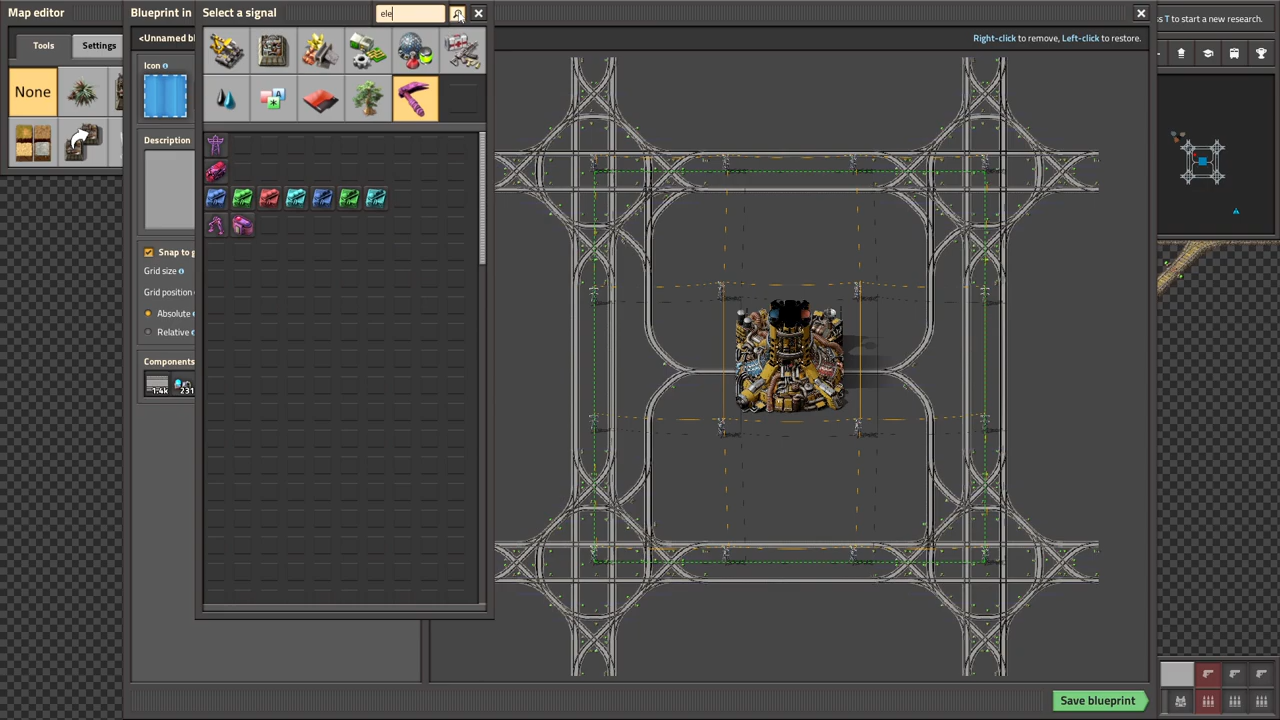 Map editor
Tools
Settings
None
Blueprint in
<Unnamed bl
Icon
Description
Snap to g
Grid size
Grid position
Absolute
Relative
Components
1.4k
231
Select a signal
ele
Right-click to remove, Left-click to restore.
Save blueprint
T to start a new research.